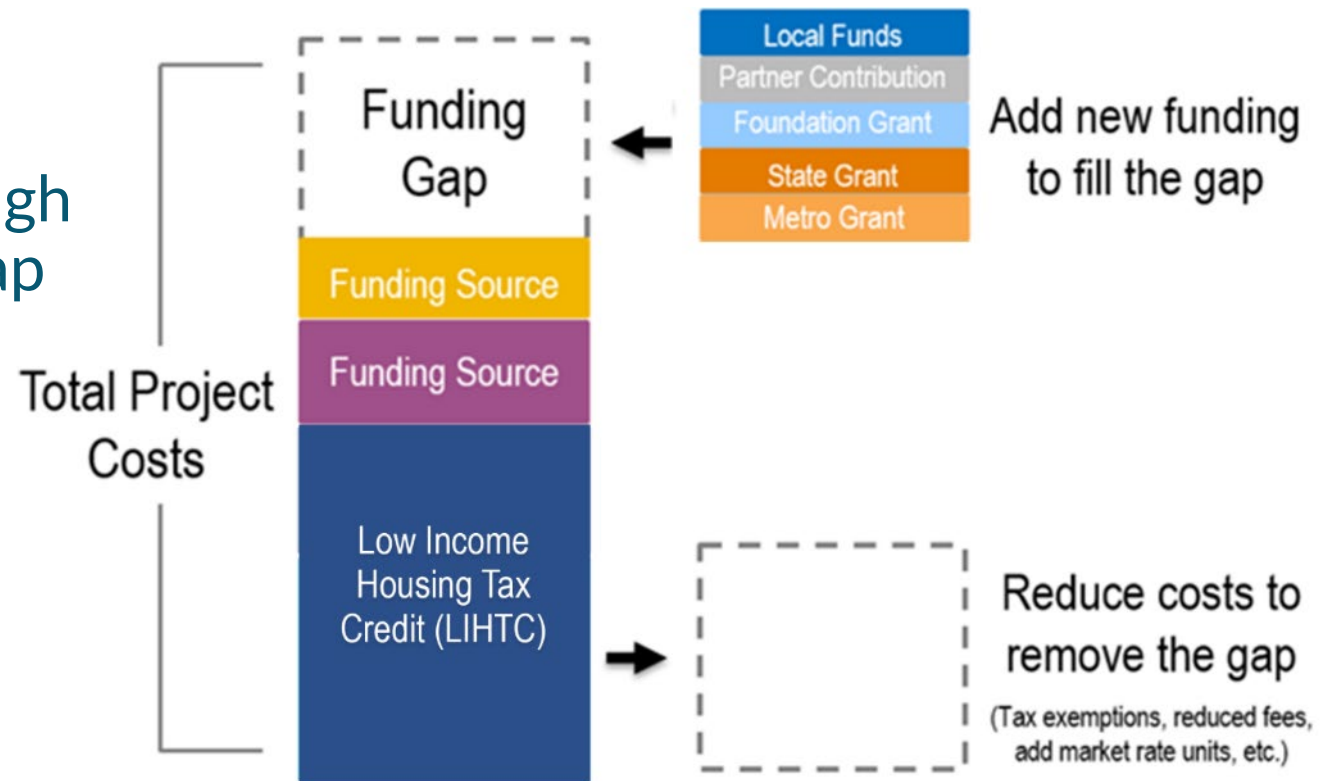 gh
ap
Total Project
Costs
Funding
Gap
Funding Source
Funding Source
Low Income
Housing Tax
Credit (LIHTC)
Local Funds
Partner Contribution
Foundation Grant
State Grant
Metro Grant
Add new funding
to fill the gap
Reduce costs to
remove the gap
(Tax exemptions, reduced fees,
add market rate units, etc.)